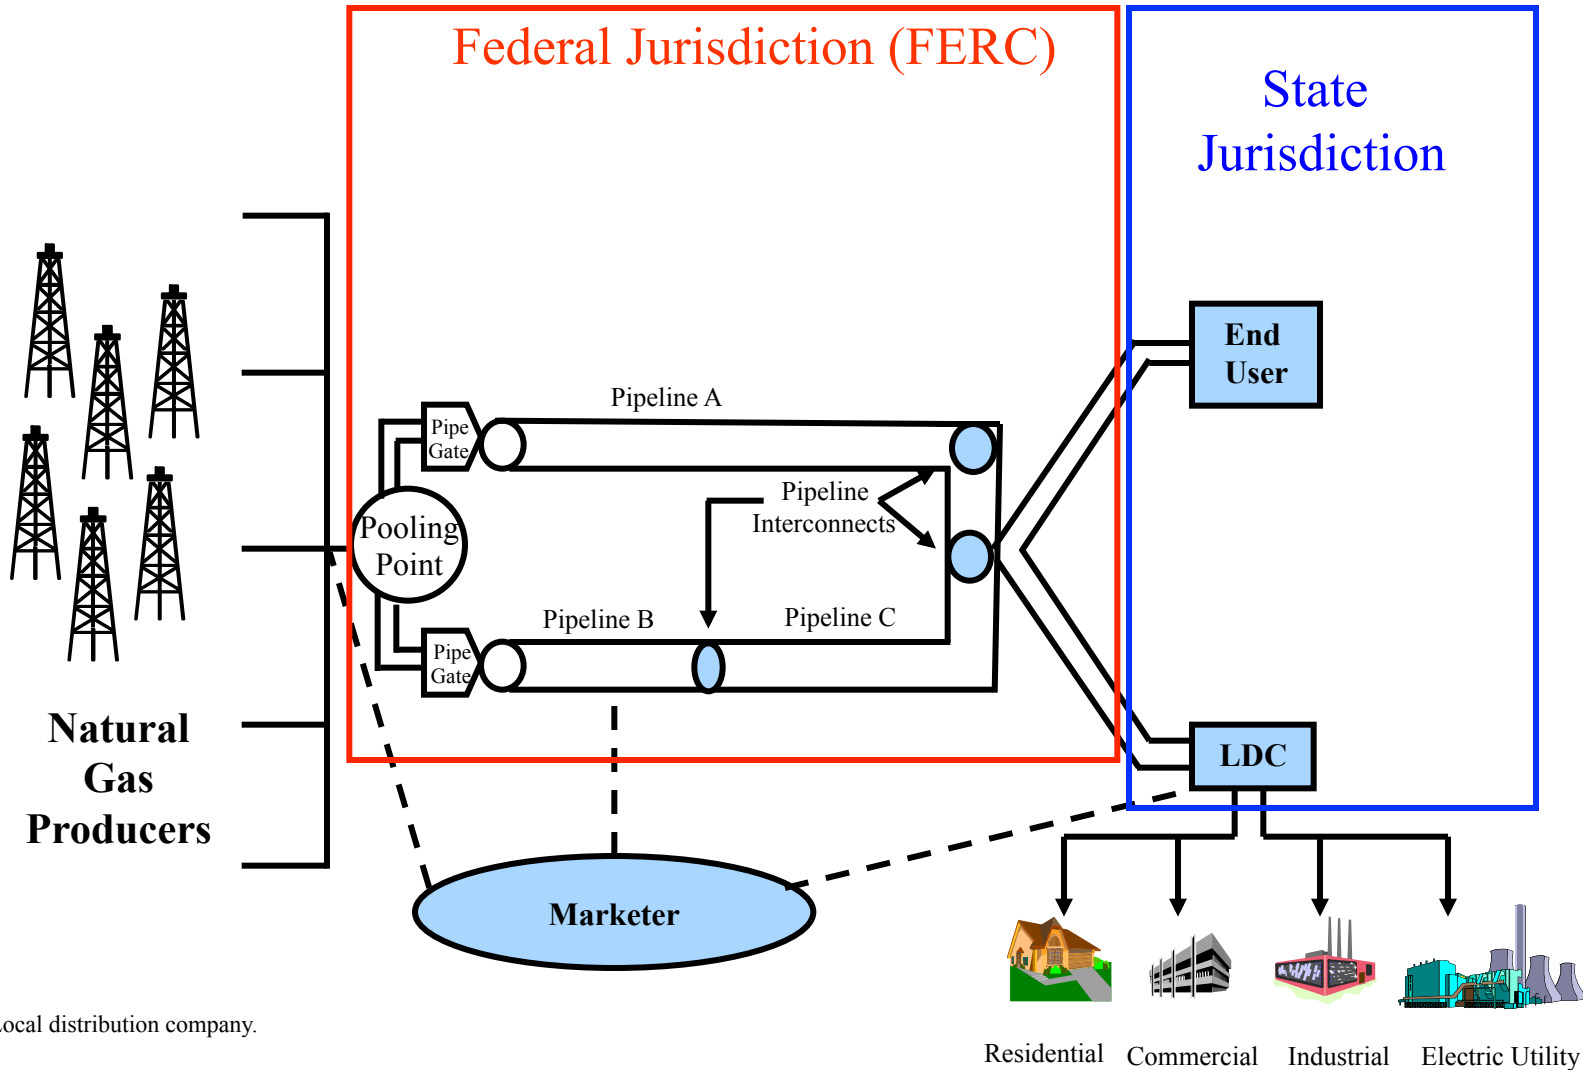 Federal Jurisdiction (FERC)
State
Jurisdiction
End
User
Pipeline A
Pipe
Gate
Pipeline
Interconnects
Pooling
Point
Pipeline B
Pipeline C
Pipe
Gate
Natural
Gas
Producers
LDC
Marketer
Local distribution company.
Residential
Commercial
Industrial
Electric Utility